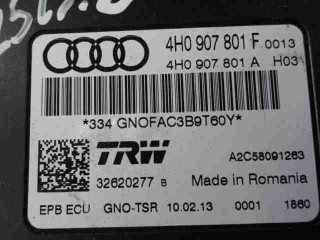 4H0 907 801 F 0013
4H0 907 801 A H03
*334 GNOFAC3B9T60Y*
TRW
A2C58091263
32620277 B
Made in Romania
EPB ECU GNO-TSR 10.02.13 0001 1860